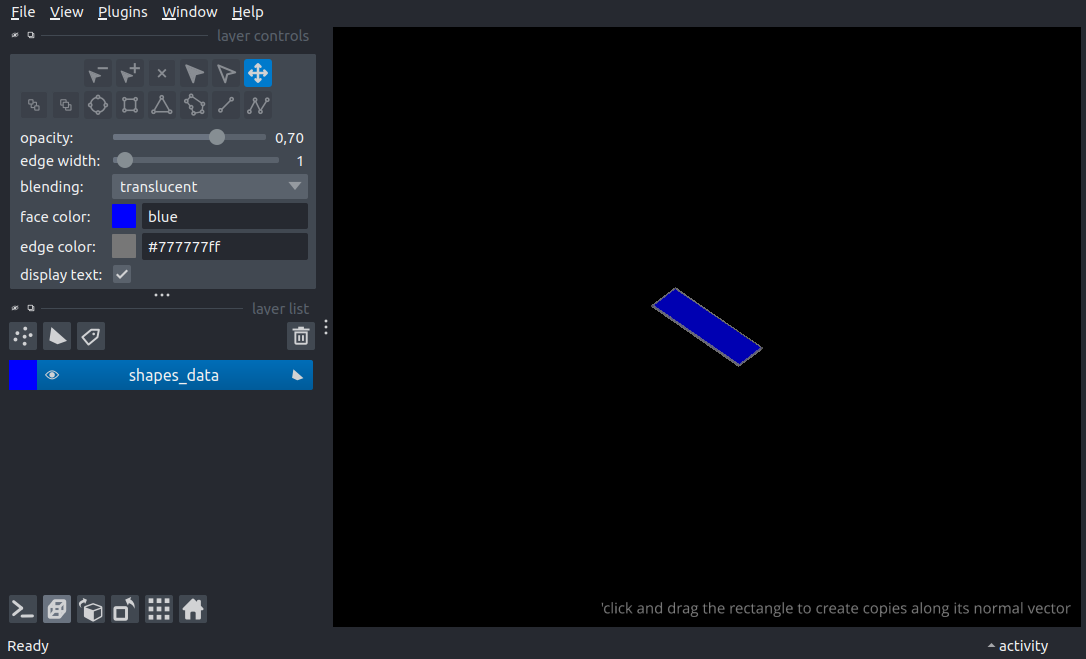 File View Plugins Window Help
layer controls
opacity: 0,70
edge width: 1
blending: translucent
face color: blue
edge color: #777777ff
display text:
layer list
shapes_data
'click and drag the rectangle to create copies along its normal vector
Ready activity